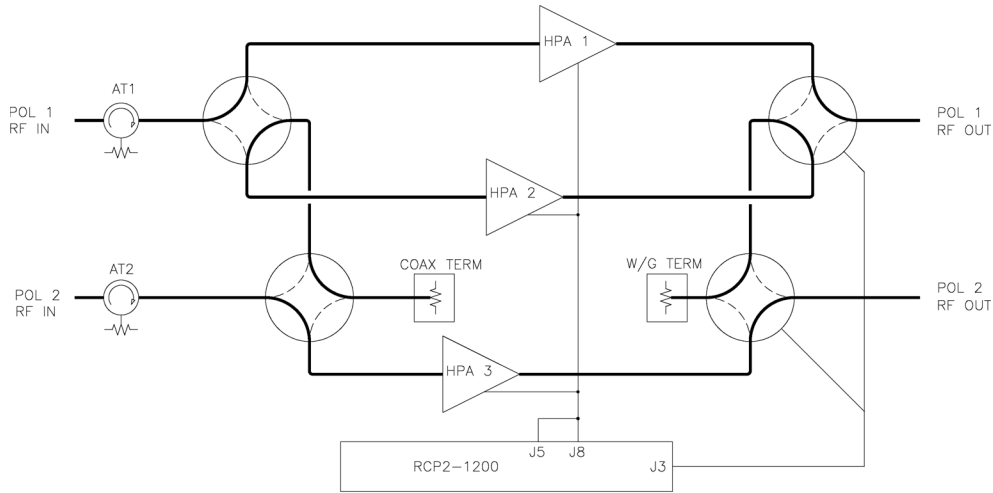 HPA 1
AT1
POL 1
RF IN
POL 1
RF OUT
HPA 2
AT2
COAX TERM
W/G TERM
POL 2
RF IN
POL 2
RF OUT
HPA 3
J5
J8
RCP2-1200
J3